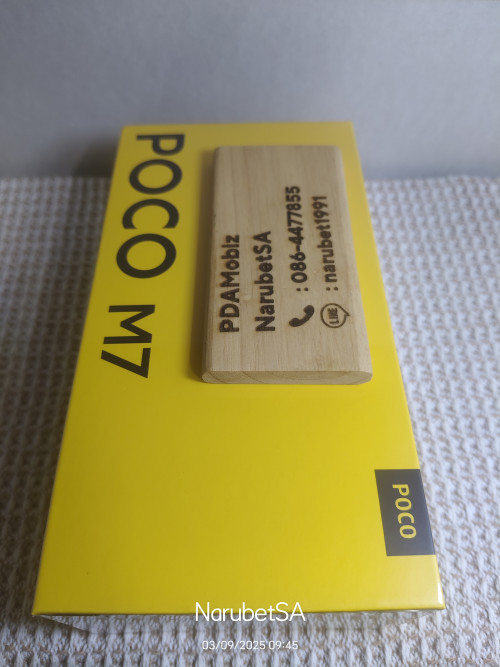 POCO M7
PDAMobiz
NarubetSA
: 086-4477855
LINE : narubet1991
POCO
NarubetSA
03/09/2025 09:45